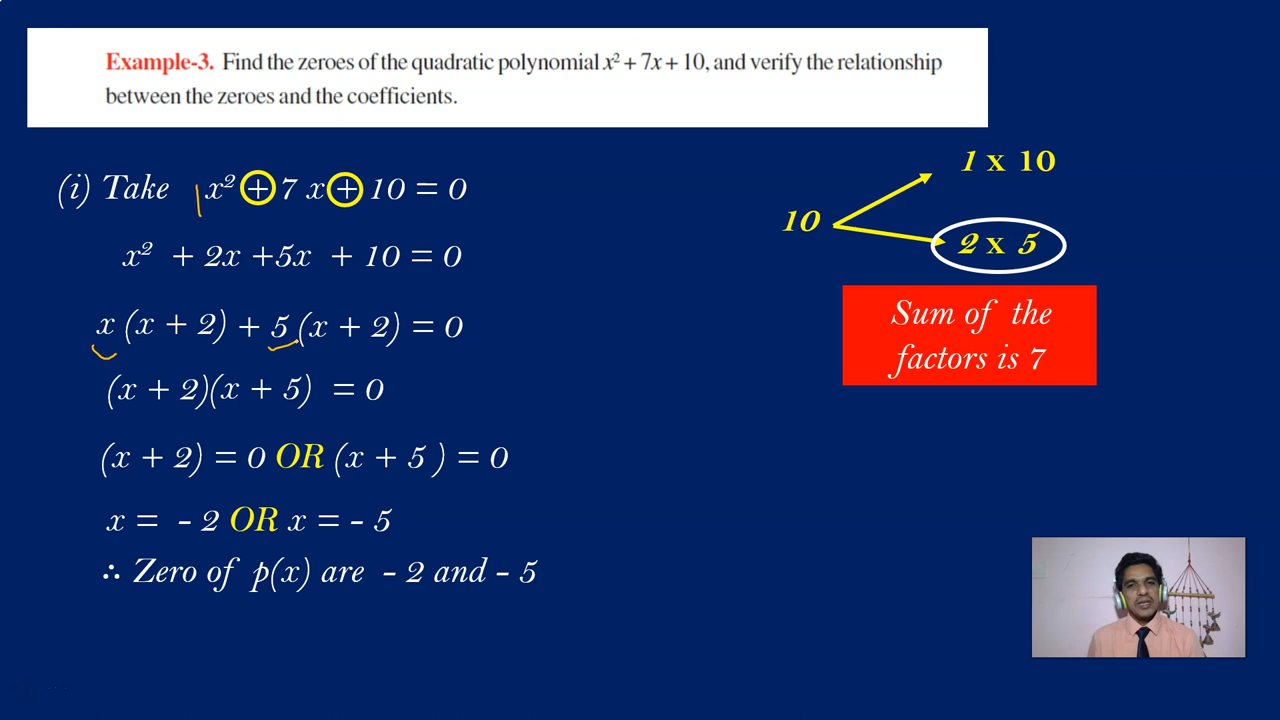 Example-3. Find the zeroes of the quadratic polynomial x² + 7x + 10, and verify the relationship
between the zeroes and the coefficients.
(i) Take x² + 7 x + 10 = 0
x² + 2x +5x + 10 = 0
x (x + 2) + 5 (x + 2) = 0
(x + 2)(x + 5) = 0
(x + 2) = 0 OR (x + 5 ) = 0
x = - 2 OR x = - 5
∴ Zero of p(x) are - 2 and - 5
1 x 10
10
2 x 5
Sum of the
factors is 7